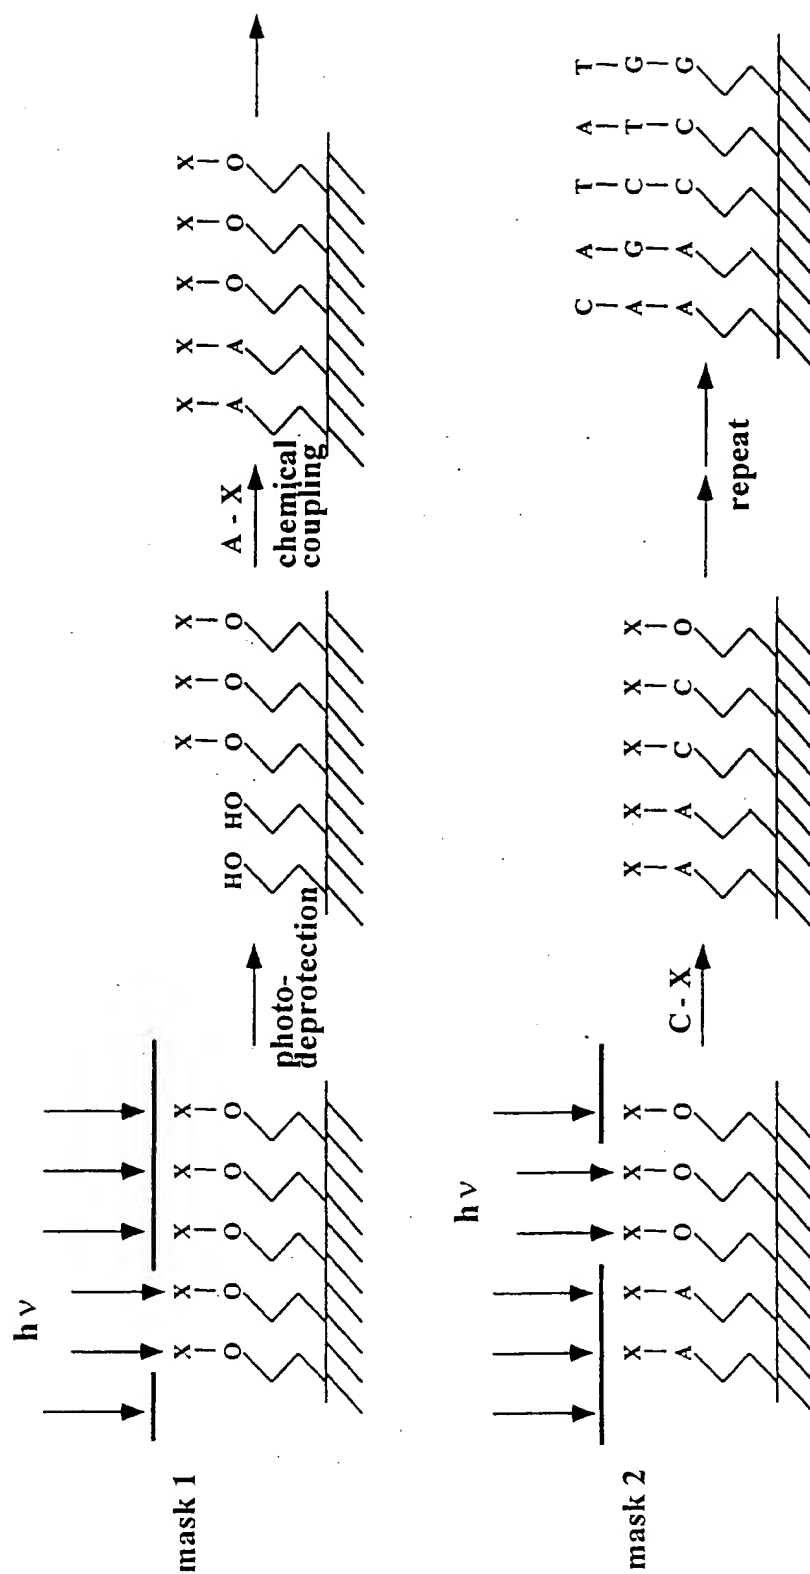 hν
mask 1
X X X X X
O O O O O
photo-
deprotection
X X X
HO HO O O O
A - X
chemical
coupling
X X X X X
A A O O O
hν
mask 2
X X X X X
A A O O O
C - X
X X X X X
A A C C O
repeat
C A T A T
A G C T G
A A C C G